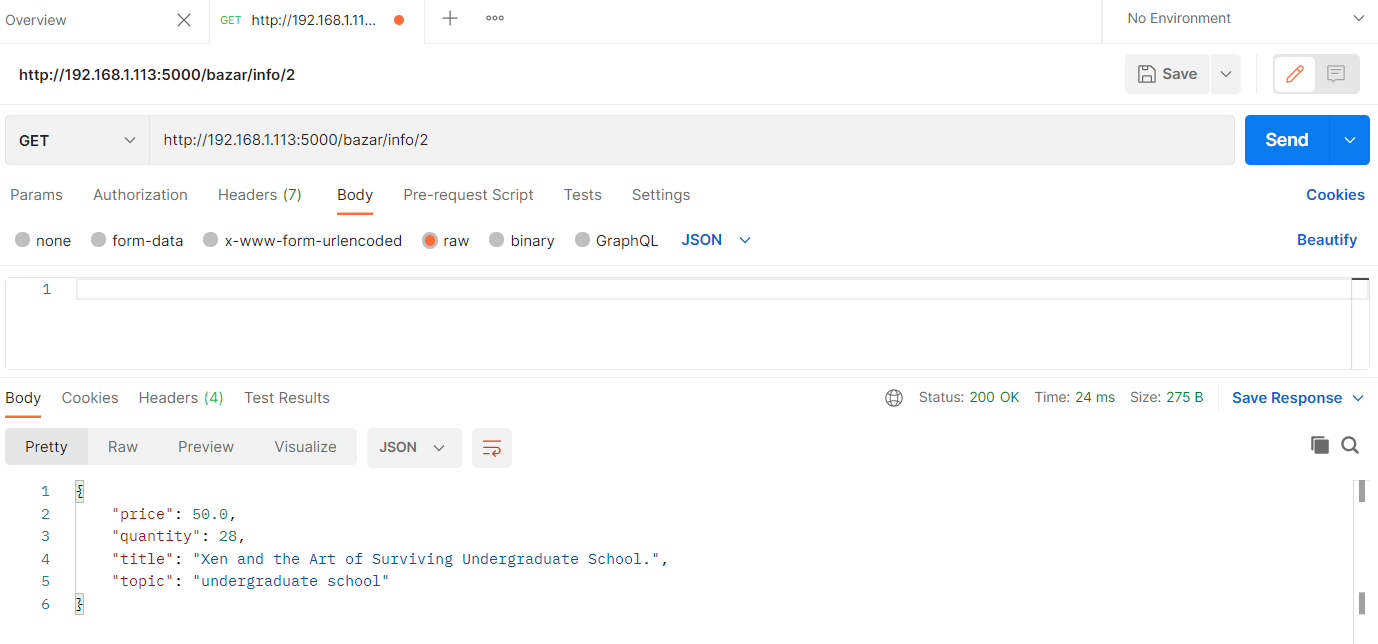 Overview
GET http://192.168.1.11...
No Environment
http://192.168.1.113:5000/bazar/info/2
Save
GET
http://192.168.1.113:5000/bazar/info/2
Send
Params Authorization Headers (7) Body Pre-request Script Tests Settings Cookies
none form-data x-www-form-urlencoded raw binary GraphQL JSON Beautify
1
Body Cookies Headers (4) Test Results Status: 200 OK Time: 24 ms Size: 275 B Save Response
Pretty Raw Preview Visualize JSON
1 {
2 "price": 50.0,
3 "quantity": 28,
4 "title": "Xen and the Art of Surviving Undergraduate School.",
5 "topic": "undergraduate school"
6 }